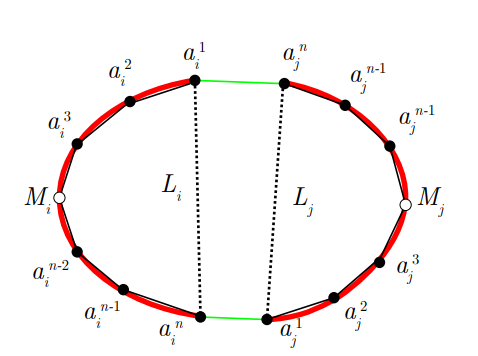 a_i^1 a_j^n
a_i^2 a_j^{n-1}
a_i^3 a_j^{n-1}
M_i L_i L_j M_j
a_i^{n-2} a_j^3
a_i^{n-1} a_j^2
a_i^n a_j^1